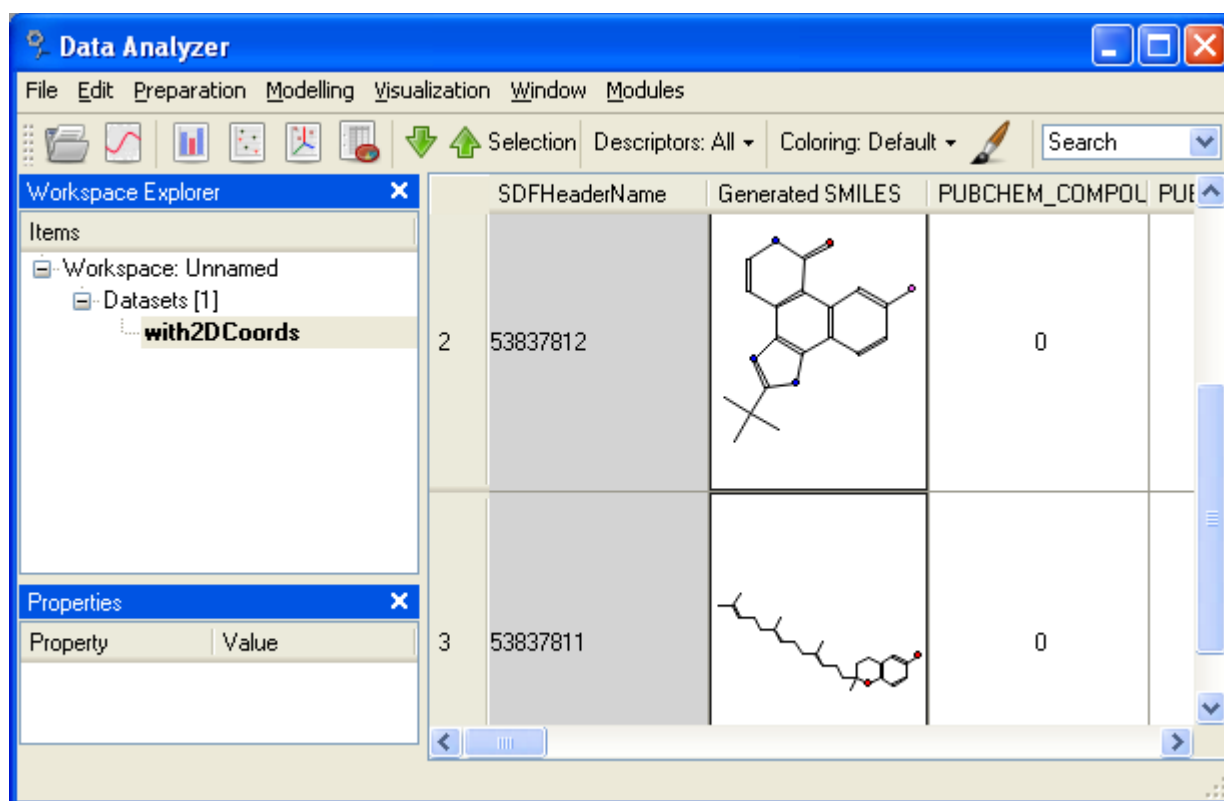 Data Analyzer
File Edit Preparation Modelling Visualization Window Modules
Selection Descriptors: All Coloring: Default Search
Workspace Explorer
Items
Workspace: Unnamed
Datasets [1]
with2DCoords
Properties
Property Value
SDFHeaderName Generated SMILES PUBCHEM_COMPOU PUB
2 53837812 0
3 53837811 0